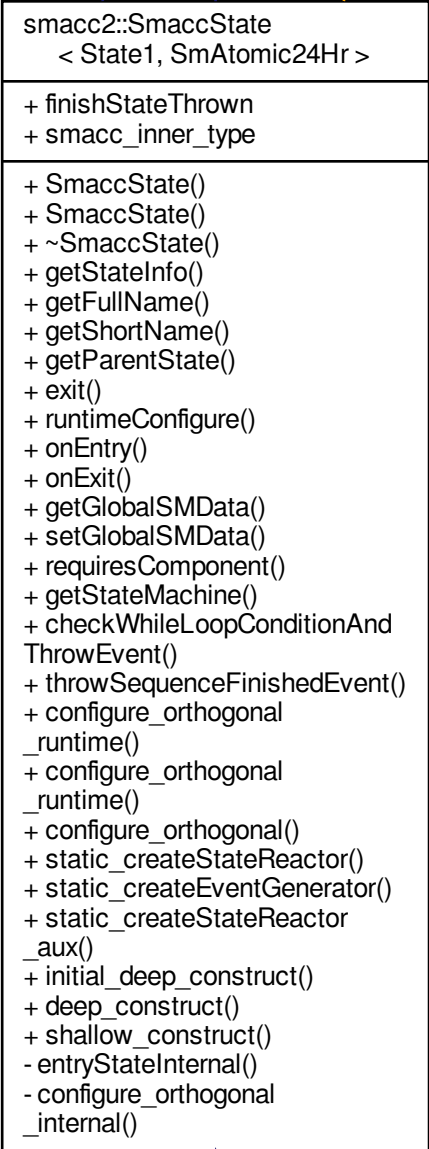 smacc2::SmaccState
< State1, SmAtomic24Hr >
+ finishStateThrown
+ smacc_inner_type
+ SmaccState()
+ SmaccState()
+ ~SmaccState()
+ getStateInfo()
+ getFullName()
+ getShortName()
+ getParentState()
+ exit()
+ runtimeConfigure()
+ onEntry()
+ onExit()
+ getGlobalSMData()
+ setGlobalSMData()
+ requiresComponent()
+ getStateMachine()
+ checkWhileLoopConditionAnd
ThrowEvent()
+ throwSequenceFinishedEvent()
+ configure_orthogonal
_runtime()
+ configure_orthogonal
_runtime()
+ configure_orthogonal()
+ static_createStateReactor()
+ static_createEventGenerator()
+ static_createStateReactor
_aux()
+ initial_deep_construct()
+ deep_construct()
+ shallow_construct()
- entryStateInternal()
- configure_orthogonal
_internal()